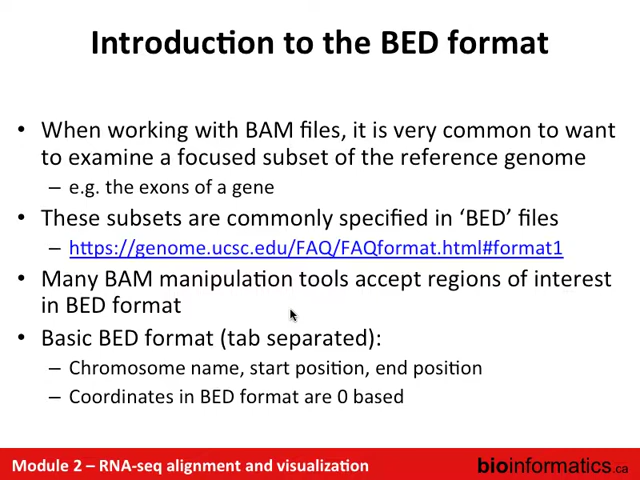 Introduction to the BED format
• When working with BAM files, it is very common to want
to examine a focused subset of the reference genome
– e.g. the exons of a gene
• These subsets are commonly specified in ‘BED’ files
– https://genome.ucsc.edu/FAQ/FAQformat.html#format1
• Many BAM manipulation tools accept regions of interest
in BED format
• Basic BED format (tab separated):
– Chromosome name, start position, end position
– Coordinates in BED format are 0 based
Module 2 – RNA-seq alignment and visualization
bioinformatics.ca